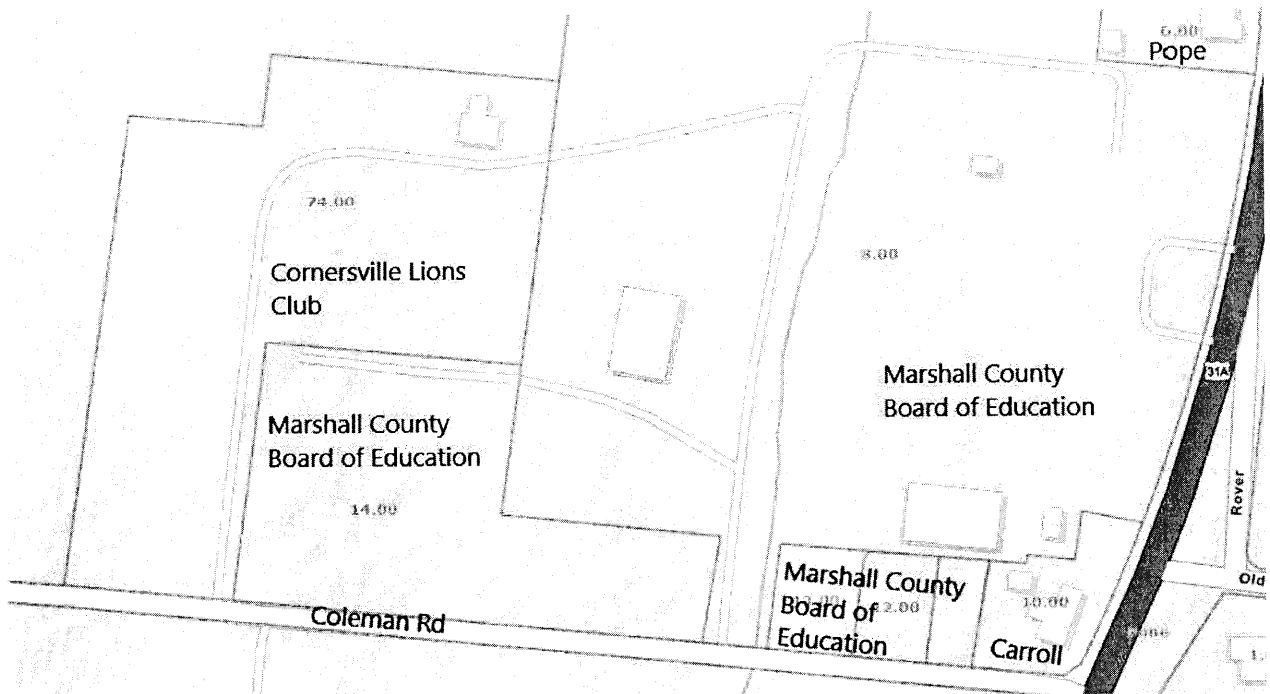 6.00
Pope
74.00
Cornersville Lions
Club
8.00
Marshall County
Board of Education
31A
Marshall County
Board of Education
14.00
Rover
Old
Marshall County
Board of
Education
12.00
10.00
Carroll
Coleman Rd